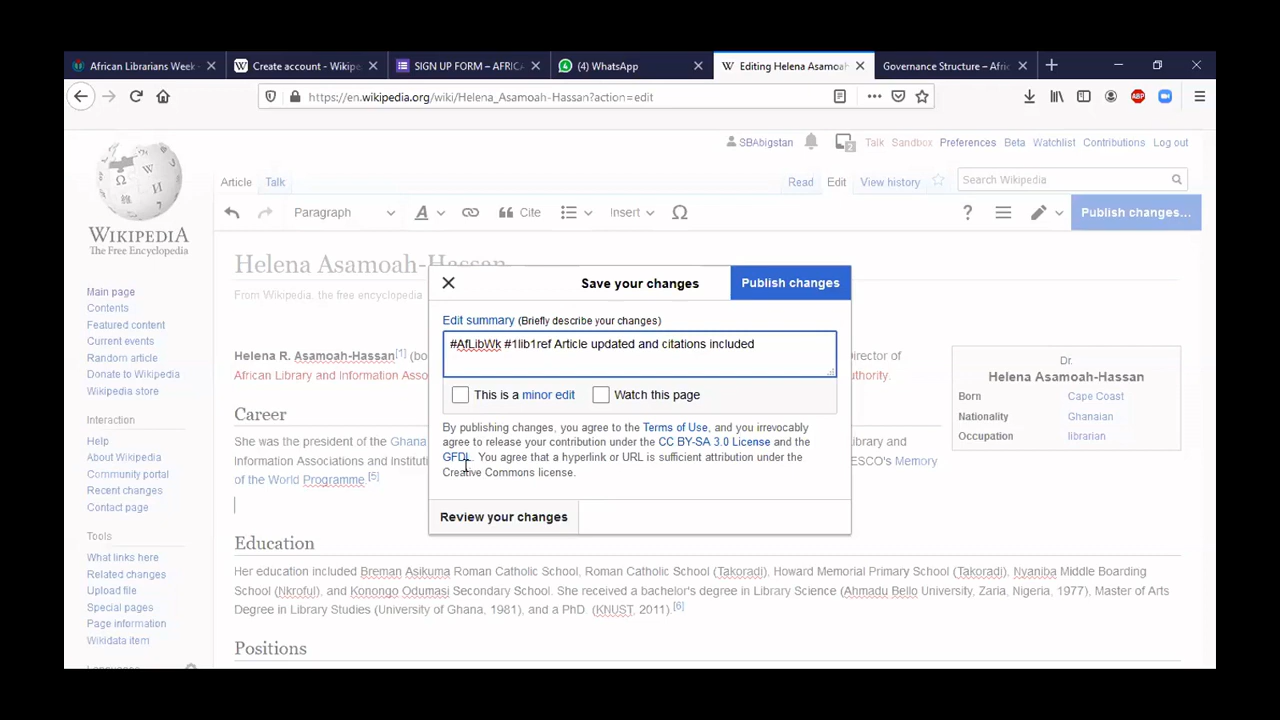 African Librarians Week -
Create account - Wikipe
SIGN UP FORM – AFRICA
(4) WhatsApp
Editing Helena Asamoah
Governance Structure – Afric
https://en.wikipedia.org/wiki/Helena_Asamoah-Hassan?action=edit
SBAbigstan 2 Talk Sandbox Preferences Beta Watchlist Contributions Log out
Article Talk Read Edit View history Search Wikipedia
Paragraph A Cite Insert Ω ? Publish changes...
WIKIPEDIA
The Free Encyclopedia
Main page
Contents
Featured content
Current events
Random article
Donate to Wikipedia
Wikipedia store
Interaction
Help
About Wikipedia
Community portal
Recent changes
Contact page
Tools
What links here
Related changes
Upload file
Special pages
Page information
Wikidata item
Helena Asamoah-Hassan
From Wikipedia, the free encyclopedia
Helena R. Asamoah-Hassan[1] (bo Director of
African Library and Information Asso uthority.
Career
She was the president of the Ghana Library and
Information Associations and Instituti ESCO's Memory
of the World Programme.[5]
Save your changes
Publish changes
Edit summary (Briefly describe your changes)
#AfLibWk #1lib1ref Article updated and citations included
This is a minor edit Watch this page
By publishing changes, you agree to the Terms of Use, and you irrevocably
agree to release your contribution under the CC BY-SA 3.0 License and the
GFDL. You agree that a hyperlink or URL is sufficient attribution under the
Creative Commons license.
Review your changes
Dr.
Helena Asamoah-Hassan
Born Cape Coast
Nationality Ghanaian
Occupation librarian
Education
Her education included Breman Asikuma Roman Catholic School, Roman Catholic School (Takoradi), Howard Memorial Primary School (Takoradi), Nyaniba Middle Boarding
School (Nkroful), and Konongo Odumasi Secondary School. She received a bachelor's degree in Library Science (Ahmadu Bello University, Zaria, Nigeria, 1977), Master of Arts
Degree in Library Studies (University of Ghana, 1981), and a PhD (KNUST, 2011).[6]
Positions